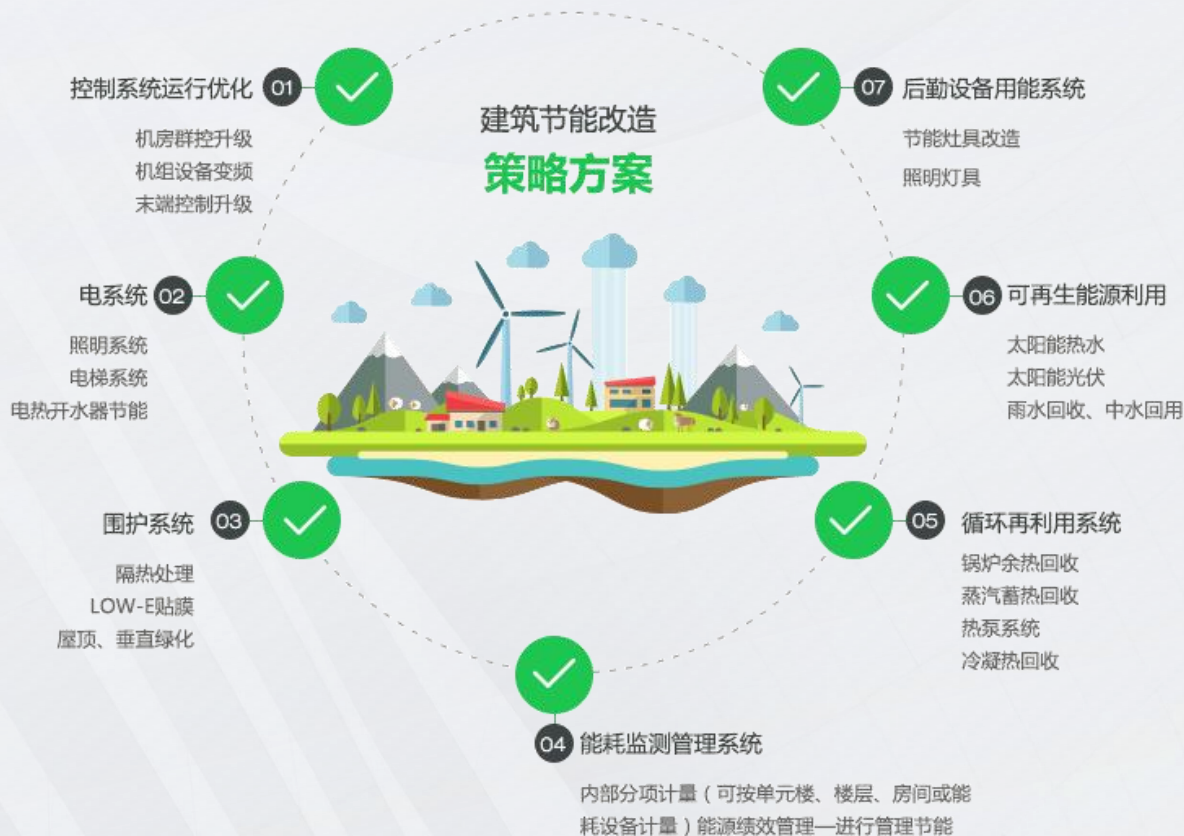 建筑节能改造
策略方案
控制系统运行优化 01
机房群控升级
机组设备变频
末端控制升级
电系统 02
照明系统
电梯系统
电热开水器节能
围护系统 03
隔热处理
LOW-E贴膜
屋顶、垂直绿化
04 能耗监测管理系统
内部分项计量（可按单元楼、楼层、房间或能
耗设备计量）能源绩效管理—进行管理节能
05 循环再利用系统
锅炉余热回收
蒸汽蓄热回收
热泵系统
冷凝热回收
06 可再生能源利用
太阳能热水
太阳能光伏
雨水回收、中水回用
07 后勤设备用能系统
节能灶具改造
照明灯具